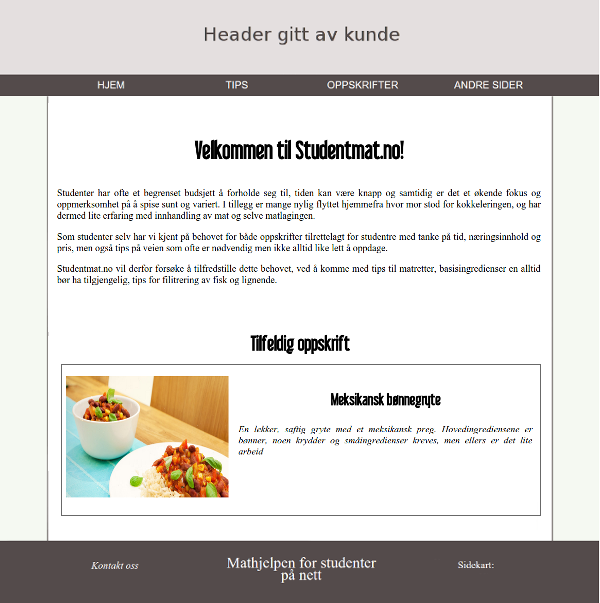 Header gitt av kunde
HJEM TIPS OPPSKRIFTER ANDRE SIDER
Velkommen til Studentmat.no!
Studenter har ofte et begrenset budsjett å forholde seg til, tiden kan være knapp og samtidig er det et økende fokus og
oppmerksomhet på å spise sunt og variert. I tillegg er mange nylig flyttet hjemmefra hvor mor stod for kokkeleringen, og har
dermed lite erfaring med innhandling av mat og selve matlagingen.
Som studenter selv har vi kjent på behovet for både oppskrifter tilrettelagt for studentre med tanke på tid, næringsinnhold og
pris, men også tips på veien som ofte er nødvendig men ikke alltid like lett å oppdage.
Studentmat.no vil derfor forsøke å tilfredstille dette behovet, ved å komme med tips til matretter, basisingredienser en alltid
bør ha tilgjengelig, tips for filitrering av fisk og lignende.
Tilfeldig oppskrift
Meksikansk bønnegryte
En lekker, saftig gryte med et meksikansk preg. Hovedingrediensene er
bønner, noen krydder og småingredienser kreves, men ellers er det lite
arbeid
Kontakt oss
Mathjelpen for studenter
på nett
Sidekart: